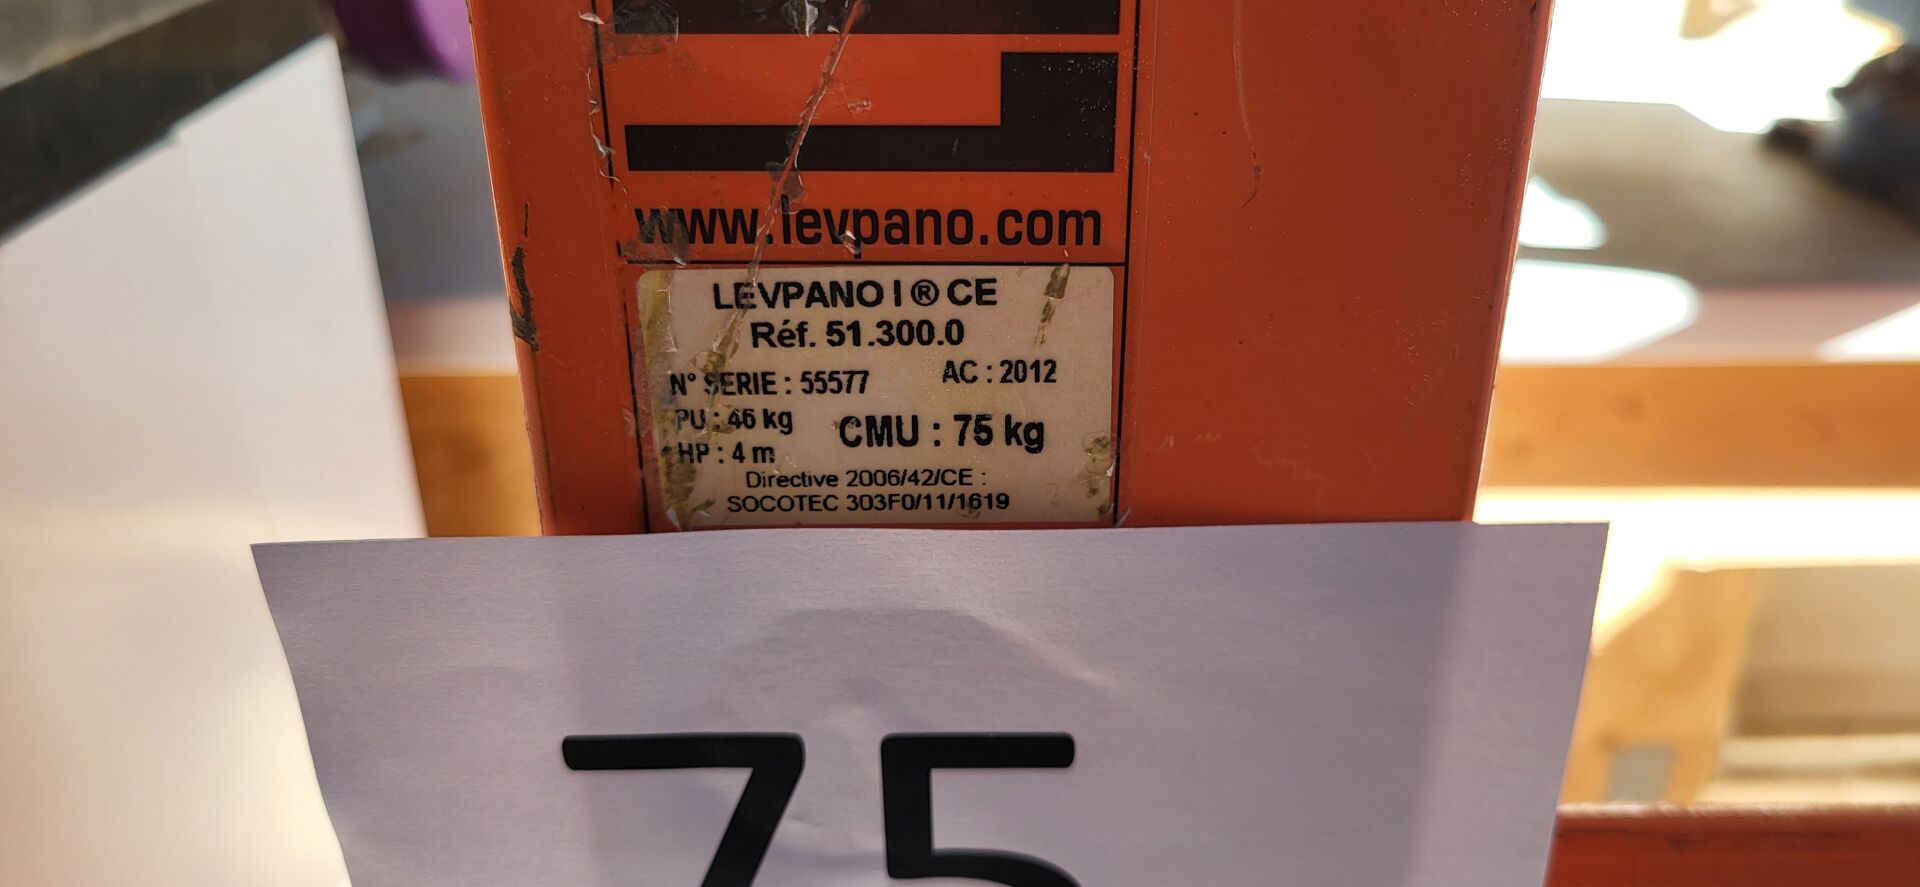 www.levpano.com
LEVPANO I ® CE
Réf. 51.300.0
N° SERIE : 55577 AC : 2012
PU : 46 kg
CMU : 75 kg
HP : 4 m
Directive 2006/42/CE :
SOCOTEC 303F0/11/1619
75